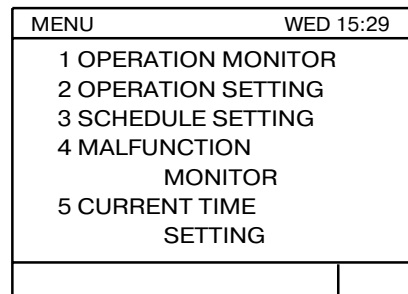 MENU WED 15:29
1 OPERATION MONITOR
2 OPERATION SETTING
3 SCHEDULE SETTING
4 MALFUNCTION
MONITOR
5 CURRENT TIME
SETTING